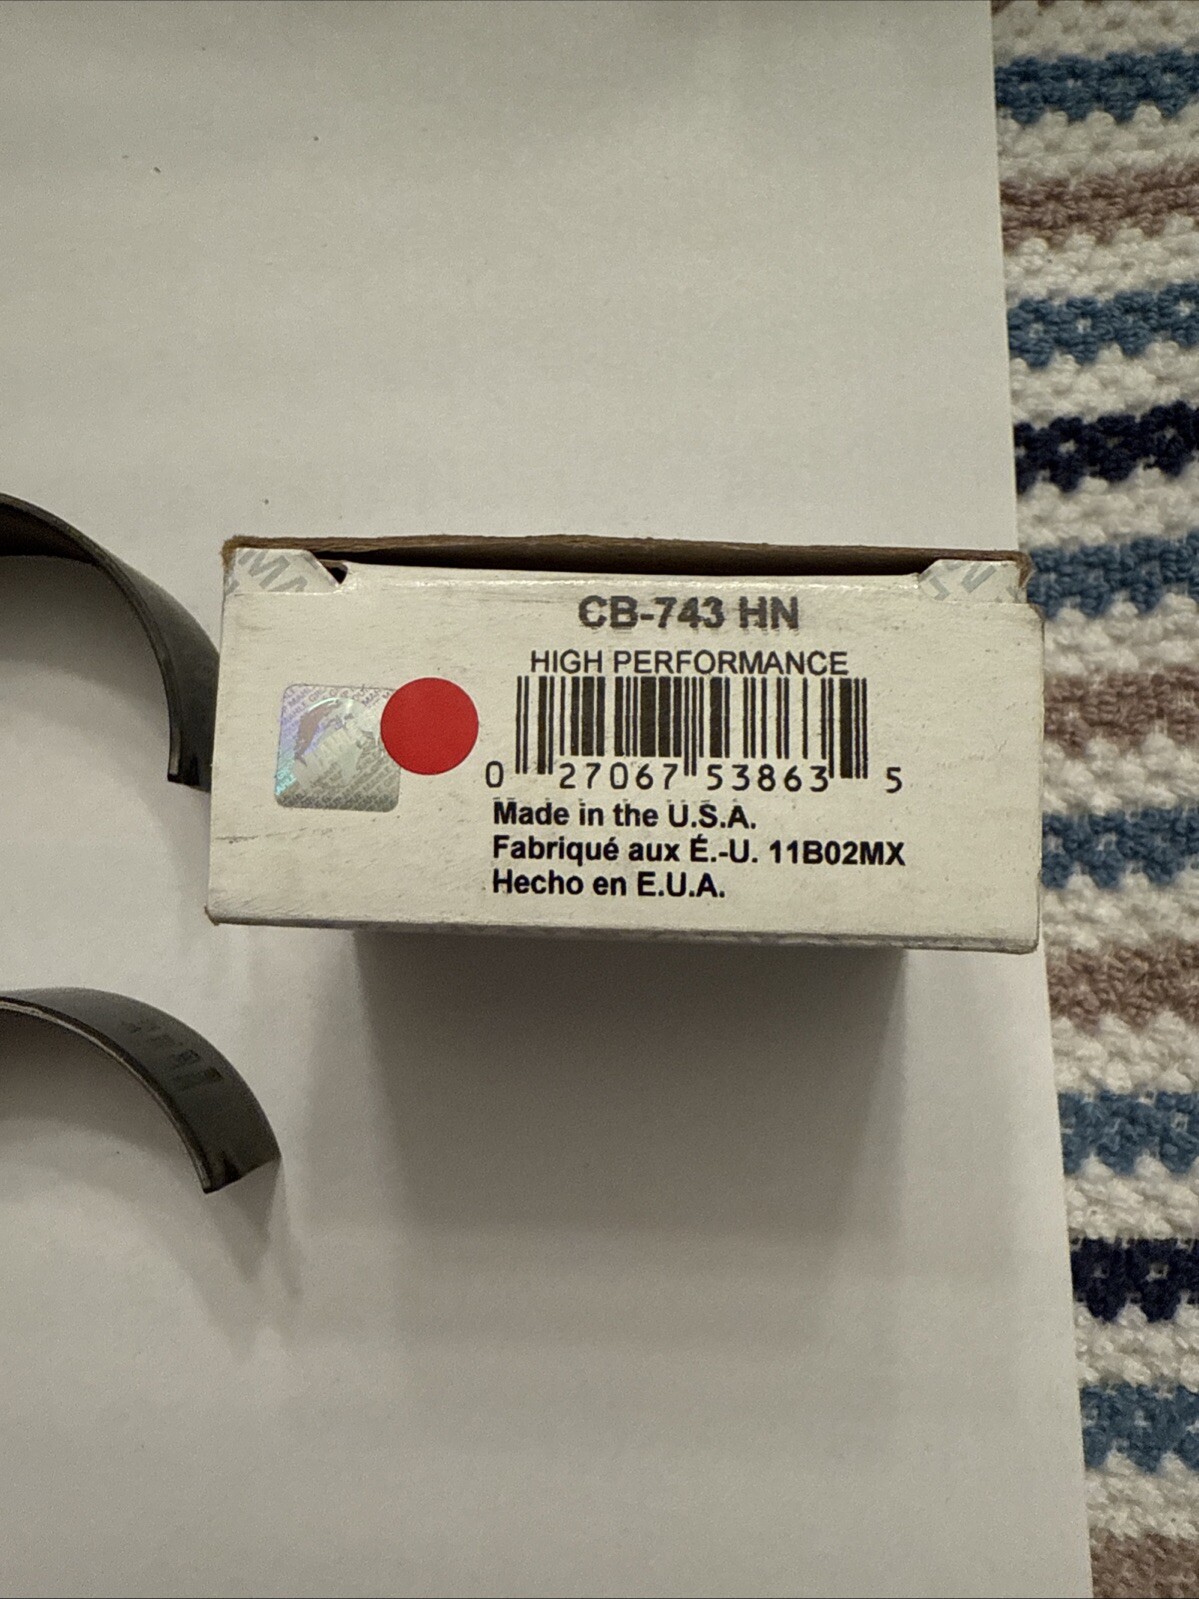 CB-743 HN
HIGH PERFORMANCE
0 27067 53863 5
Made in the U.S.A.
Fabriqué aux É.-U. 11B02MX
Hecho en E.U.A.